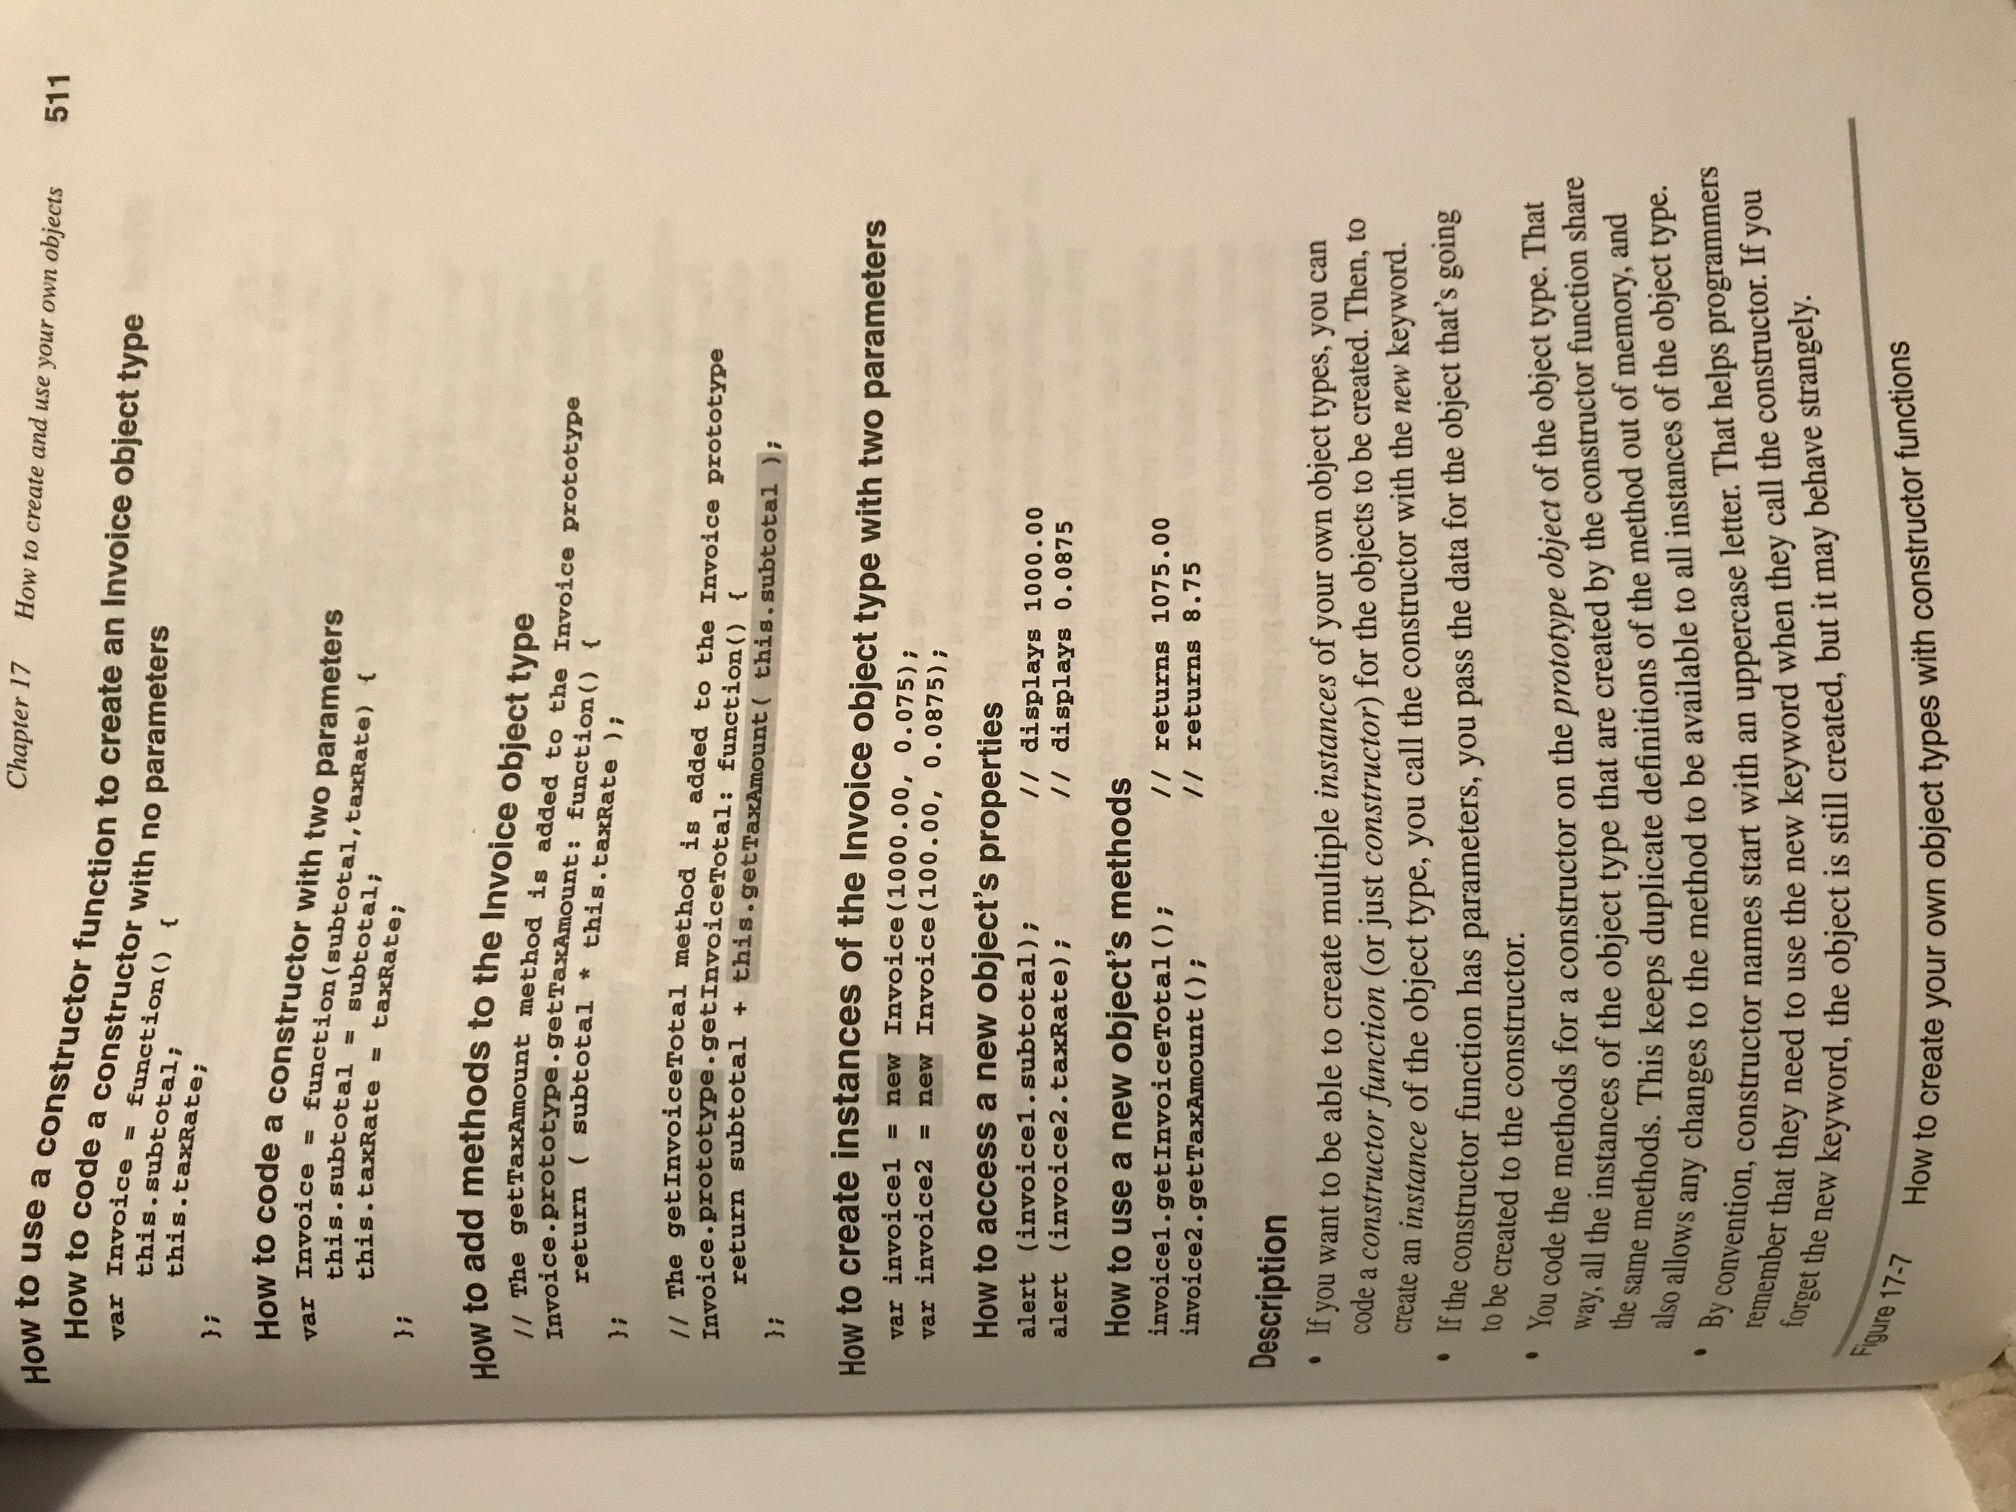 Chapter 17 How to create and use your own objects 511
How to use a constructor function to create an Invoice object type
How to code a constructor with no parameters
var Invoice = function() {
    this.subtotal;
    this.taxRate;
};
How to code a constructor with two parameters
var Invoice = function(subtotal,taxRate) {
    this.subtotal = subtotal;
    this.taxRate = taxRate;
};
How to add methods to the Invoice object type
// The getTaxAmount method is added to the Invoice prototype
Invoice.prototype.getTaxAmount: function() {
    return ( subtotal * this.taxRate );
};
// The getInvoiceTotal method is added to the Invoice prototype
Invoice.prototype.getInvoiceTotal: function() {
    return subtotal + this.getTaxAmount( this.subtotal );
};
How to create instances of the Invoice object type with two parameters
var invoice1 = new Invoice(1000.00, 0.075);
var invoice2 = new Invoice(100.00, 0.0875);
How to access a new object's properties
alert (invoice1.subtotal); // displays 1000.00
alert (invoice2.taxRate); // displays 0.0875
How to use a new object's methods
invoice1.getInvoiceTotal(); // returns 1075.00
invoice2.getTaxAmount(); // returns 8.75
Description
• If you want to be able to create multiple instances of your own object types, you can
code a constructor function (or just constructor) for the objects to be created. Then, to
create an instance of the object type, you call the constructor with the new keyword.
• If the constructor function has parameters, you pass the data for the object that's going
to be created to the constructor.
• You code the methods for a constructor on the prototype object of the object type. That
way, all the instances of the object type that are created by the constructor function share
the same methods. This keeps duplicate definitions of the method out of memory, and
also allows any changes to the method to be available to all instances of the object type.
• By convention, constructor names start with an uppercase letter. That helps programmers
remember that they need to use the new keyword when they call the constructor. If you
forget the new keyword, the object is still created, but it may behave strangely.
Figure 17-7 How to create your own object types with constructor functions